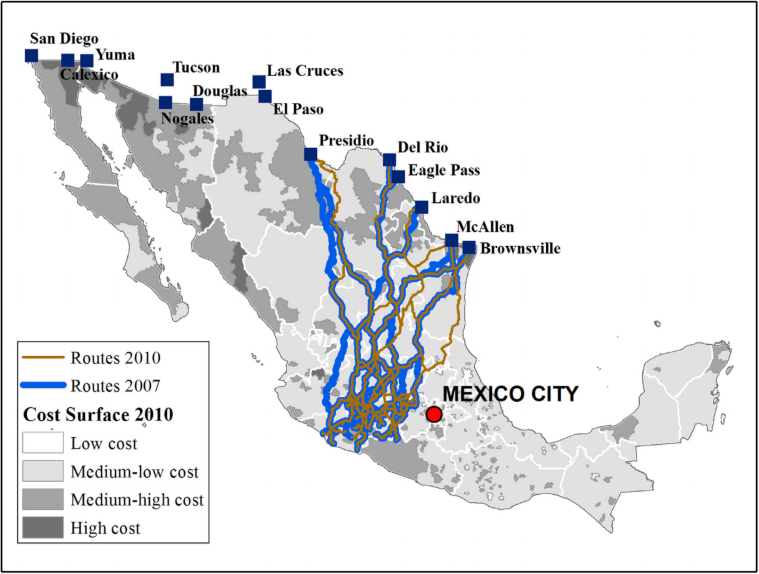 San Diego
Yuma
Calexico
Tucson
Las Cruces
Douglas
El Paso
Nogales
Presidio
Del Rio
Eagle Pass
Laredo
McAllen
Brownsville
Routes 2010
Routes 2007
MEXICO CITY
Cost Surface 2010
Low cost
Medium-low cost
Medium-high cost
High cost